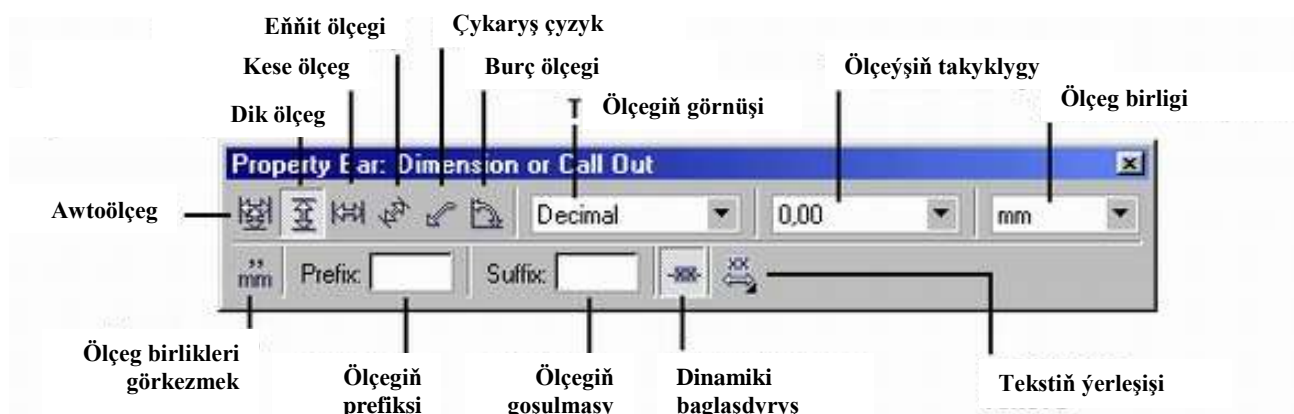 Eňňit ölçegi
Çykaryş çyzyk
Kese ölçeg
Burç ölçegi
Ölçeýşiň takyklygy
Dik ölçeg
T Ölçegiň görnüşi
Ölçeg birligi
Property Bar: Dimension or Call Out
Awtoölçeg
Decimal
0,00
mm
mm
Prefix:
Suffix:
xx
Ölçeg birlikleri
görkezmek
Ölçegiň
prefiksi
Ölçegiň
gosulmasy
Dinamiki
baglaşdyryş
Tekstiň ýerleşişi